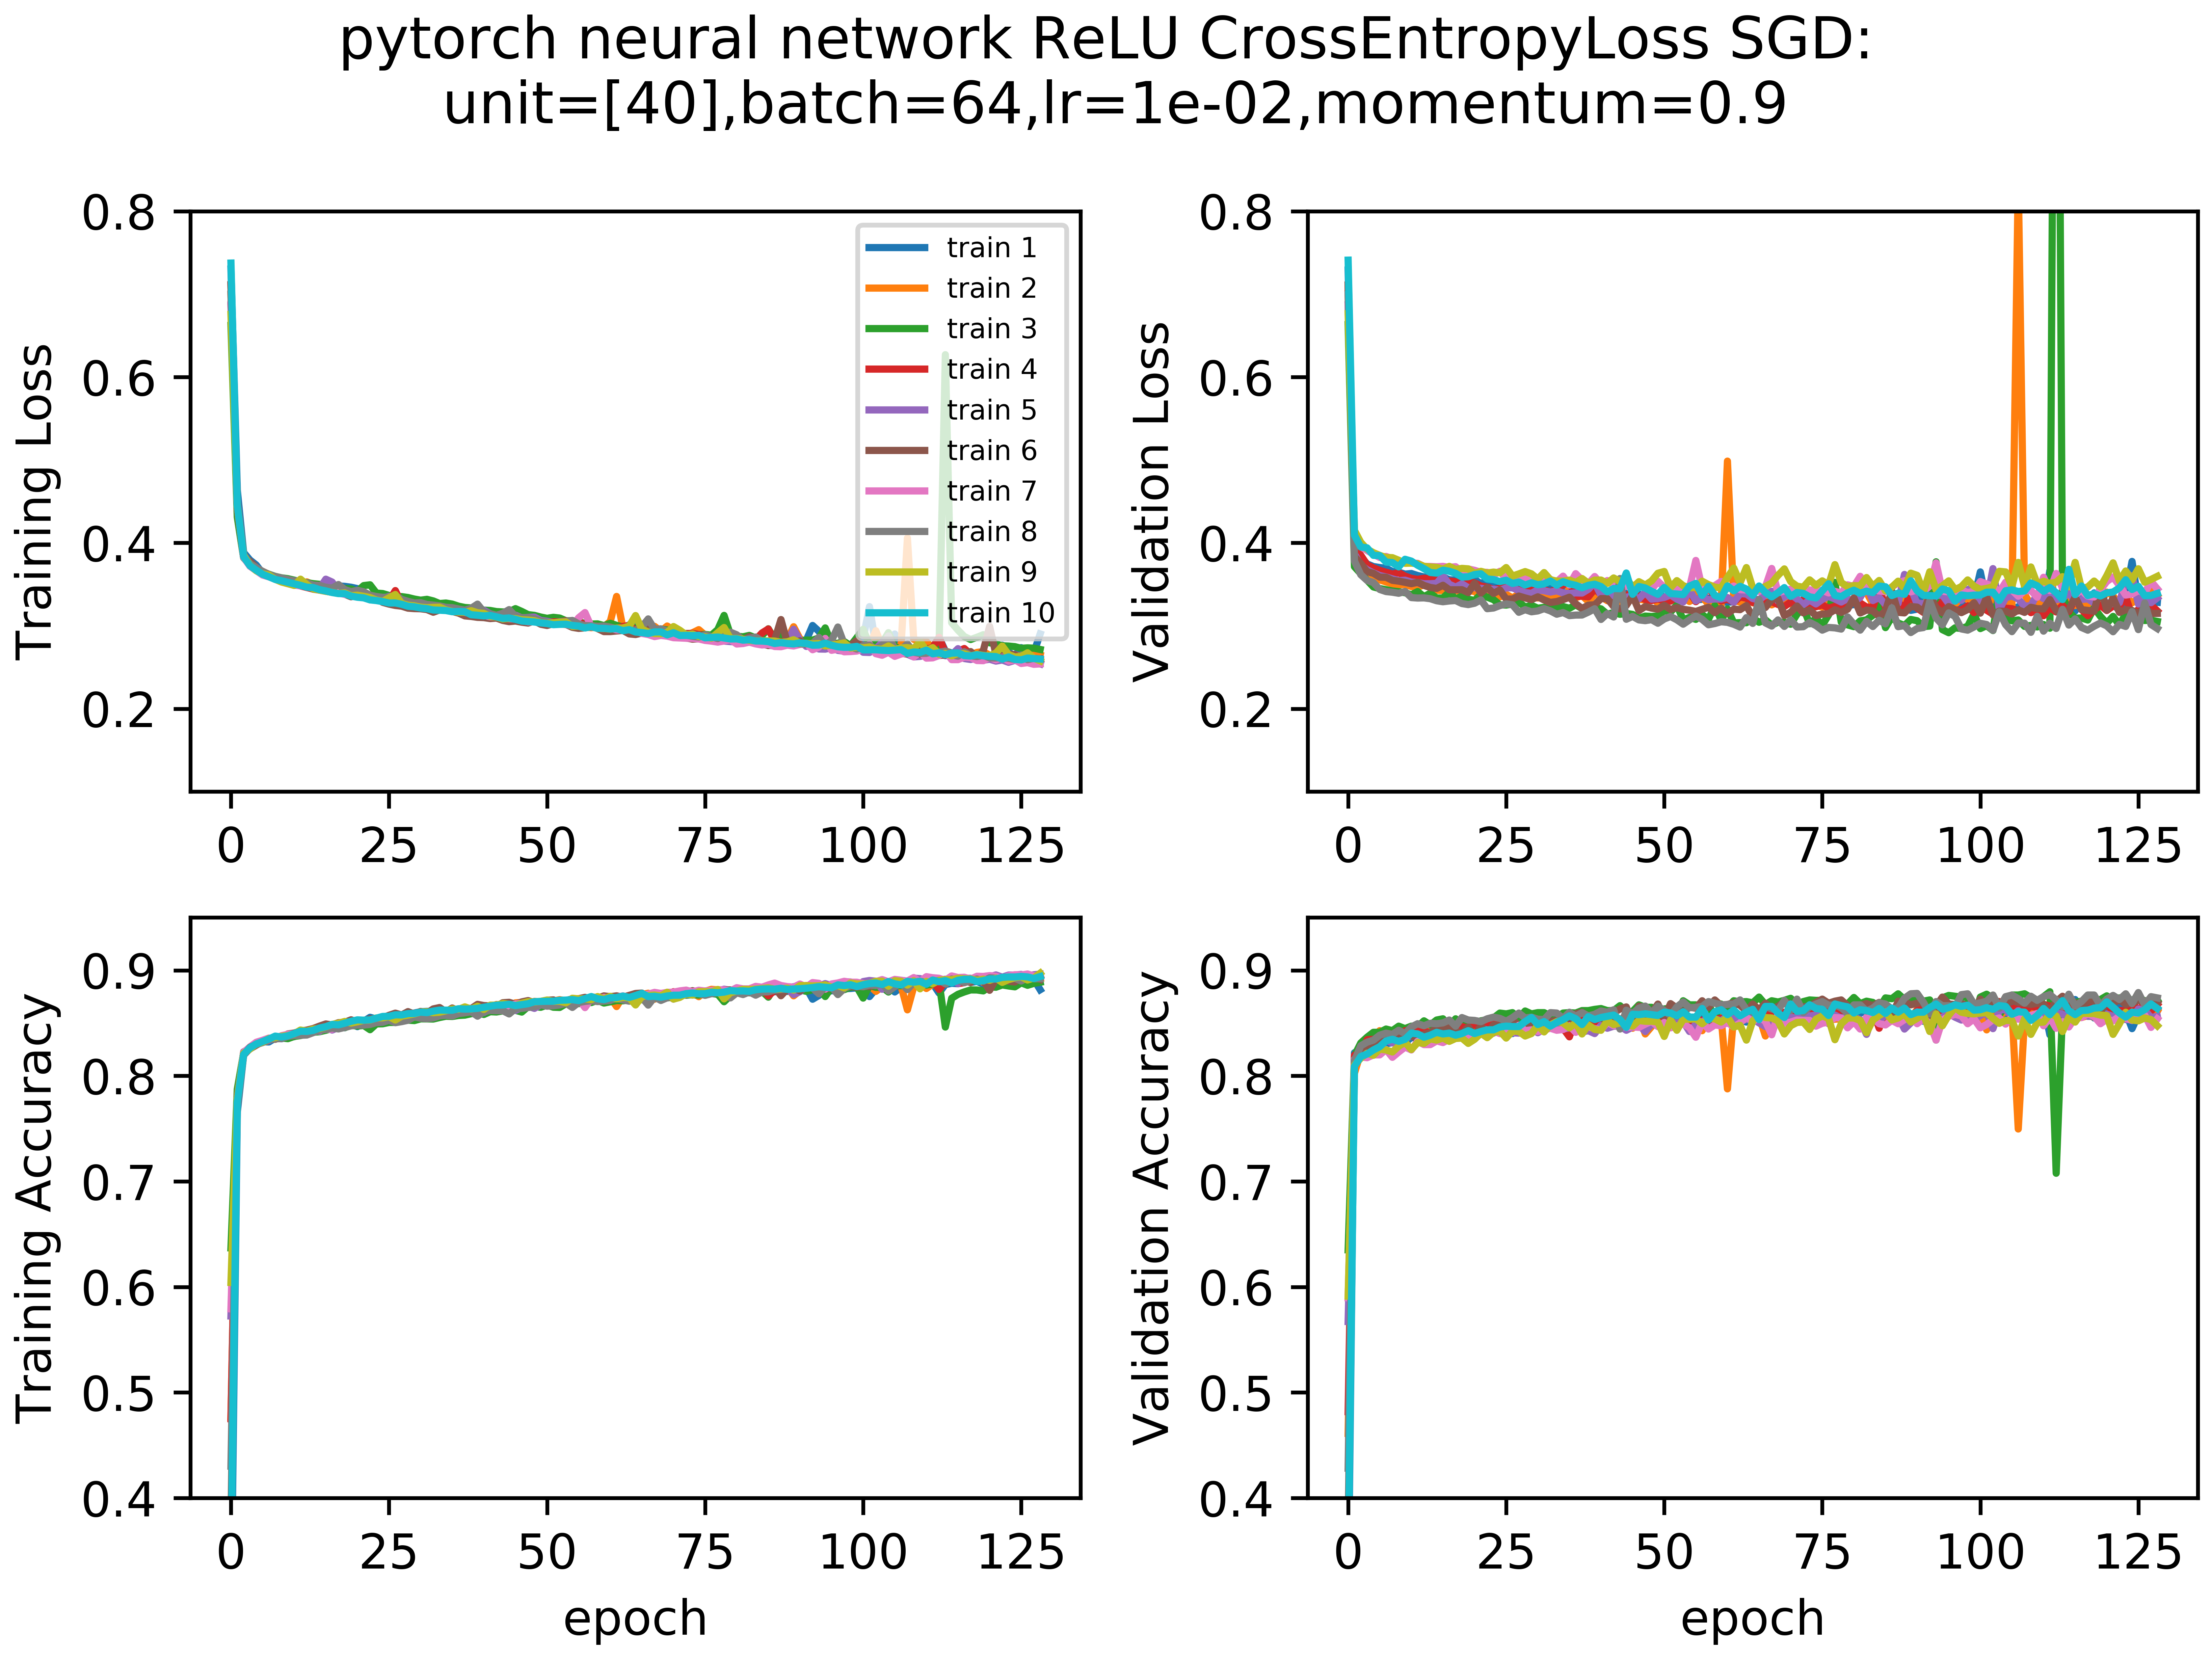 pytorch neural network ReLU CrossEntropyLoss SGD:
unit=[40],batch=64,lr=1e-02,momentum=0.9
0.8
0.6
0.4
0.2
Training Loss
0
25
50
75
100
125
train 1
train 2
train 3
train 4
train 5
train 6
train 7
train 8
train 9
train 10
0.8
0.6
0.4
0.2
Validation Loss
0
25
50
75
100
125
0.9
0.8
0.7
0.6
0.5
0.4
Training Accuracy
0
25
50
75
100
125
epoch
0.9
0.8
0.7
0.6
0.5
0.4
Validation Accuracy
0
25
50
75
100
125
epoch